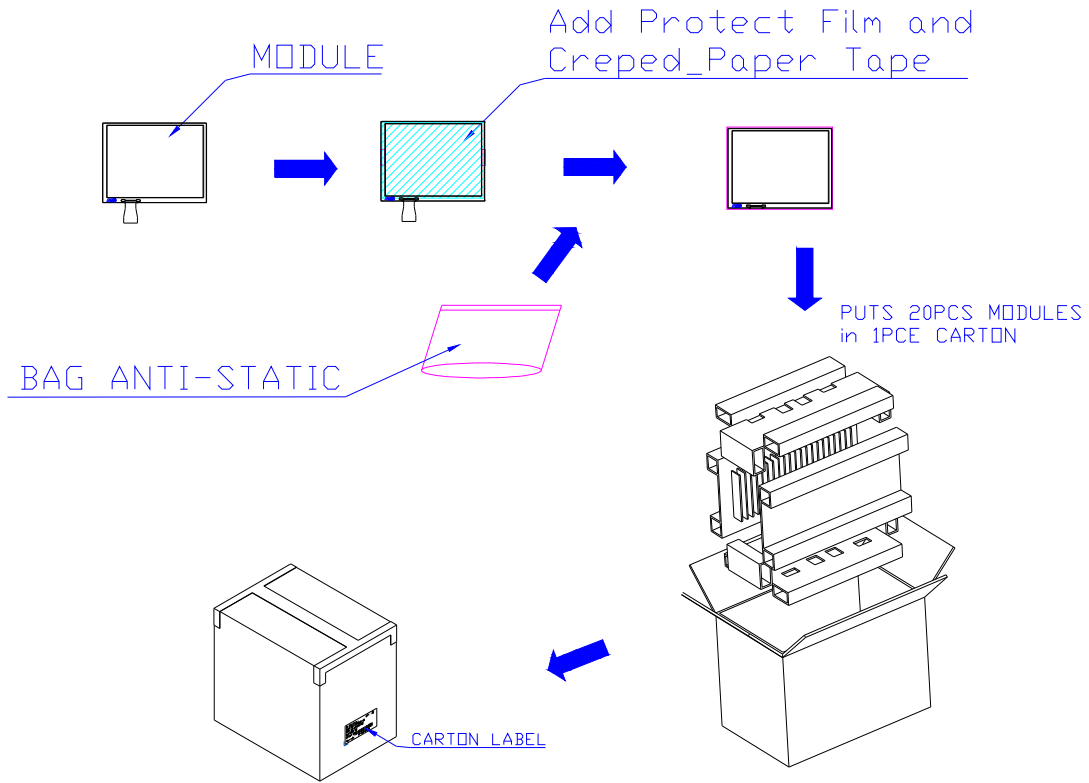 Add Protect Film and
Creped_Paper Tape
MODULE
PUTS 20PCS MODULES
in 1PCE CARTON
BAG ANTI-STATIC
CARTON LABEL